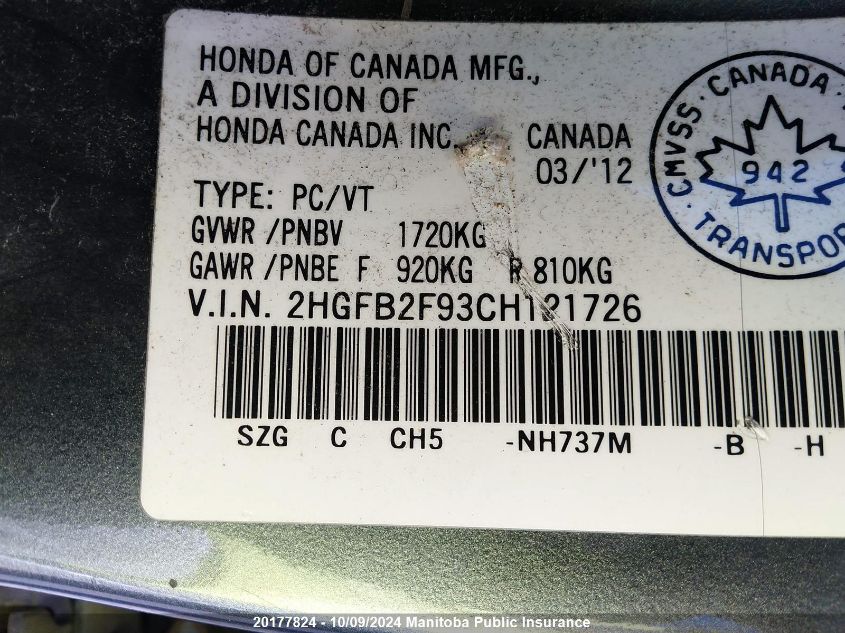 HONDA OF CANADA MFG.,
A DIVISION OF
HONDA CANADA INC. CANADA
03/'12
TYPE: PC/VT
GVWR /PNBV 1720KG
GAWR /PNBE F 920KG R 810KG
V.I.N. 2HGFB2F93CH121726
SZG C CH5 -NH737M -B -H
CMVSS · CANADA ·
942
· TRANSPOR
20177824 - 10/09/2024 Manitoba Public Insurance